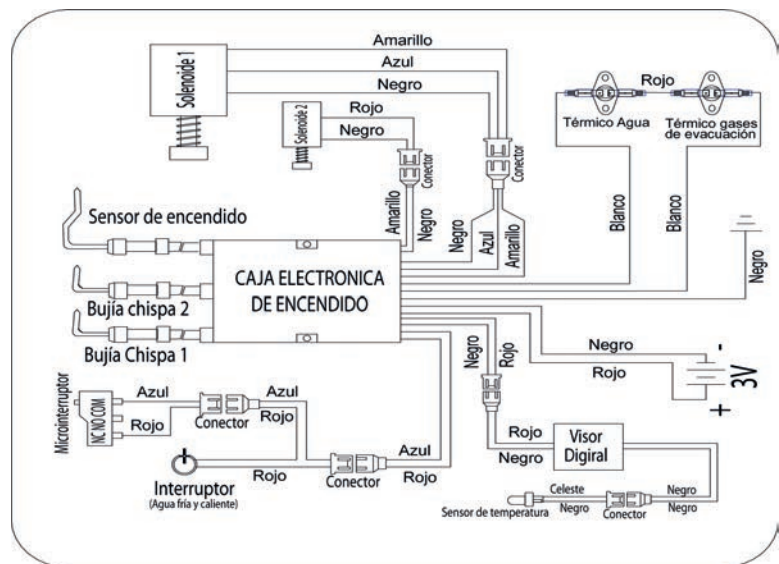 Amarillo
Azul
Negro
Solenoide 1
Rojo
Negro
Solenoide 2
Conector
Conector
Rojo
Térmico Agua
Térmico gases
de evacuación
Blanco
Blanco
Negro
Amarillo
Negro
Negro
Azul
Amarillo
Sensor de encendido
Bujía chispa 2
Bujía Chispa 1
CAJA ELECTRONICA
DE ENCENDIDO
Negro
Rojo
-
+
3V
Negro
Rojo
Microinterruptor
NC NO COM
Azul
Rojo
Conector
Azul
Rojo
Rojo
Interruptor
(Agua fría y caliente)
Conector
Azul
Rojo
Rojo
Negro
Visor
Digiral
Sensor de temperatura
Celeste
Negro
Conector
Negro
Negro